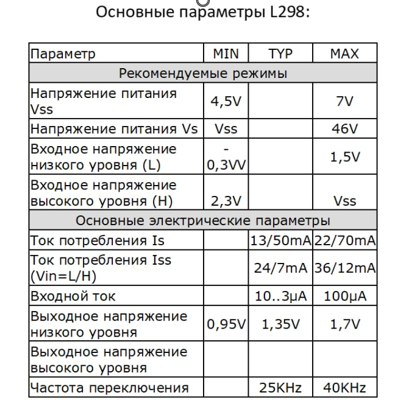 Основные параметры L298:
Параметр MIN TYP MAX
Рекомендуемые режимы
Напряжение питания
Vss 4,5V 7V
Напряжение питания Vs Vss 46V
Входное напряжение -
низкого уровня (L) 0,3VV 1,5V
Входное напряжение
высокого уровня (H) 2,3V Vss
Основные электрические параметры
Ток потребления Is 13/50mA 22/70mA
Ток потребления Iss
(Vin=L/H) 24/7mA 36/12mA
Входной ток 10..3µA 100µA
Выходное напряжение
низкого уровня 0,95V 1,35V 1,7V
Выходное напряжение
высокого уровня
Частота переключения 25KHz 40KHz